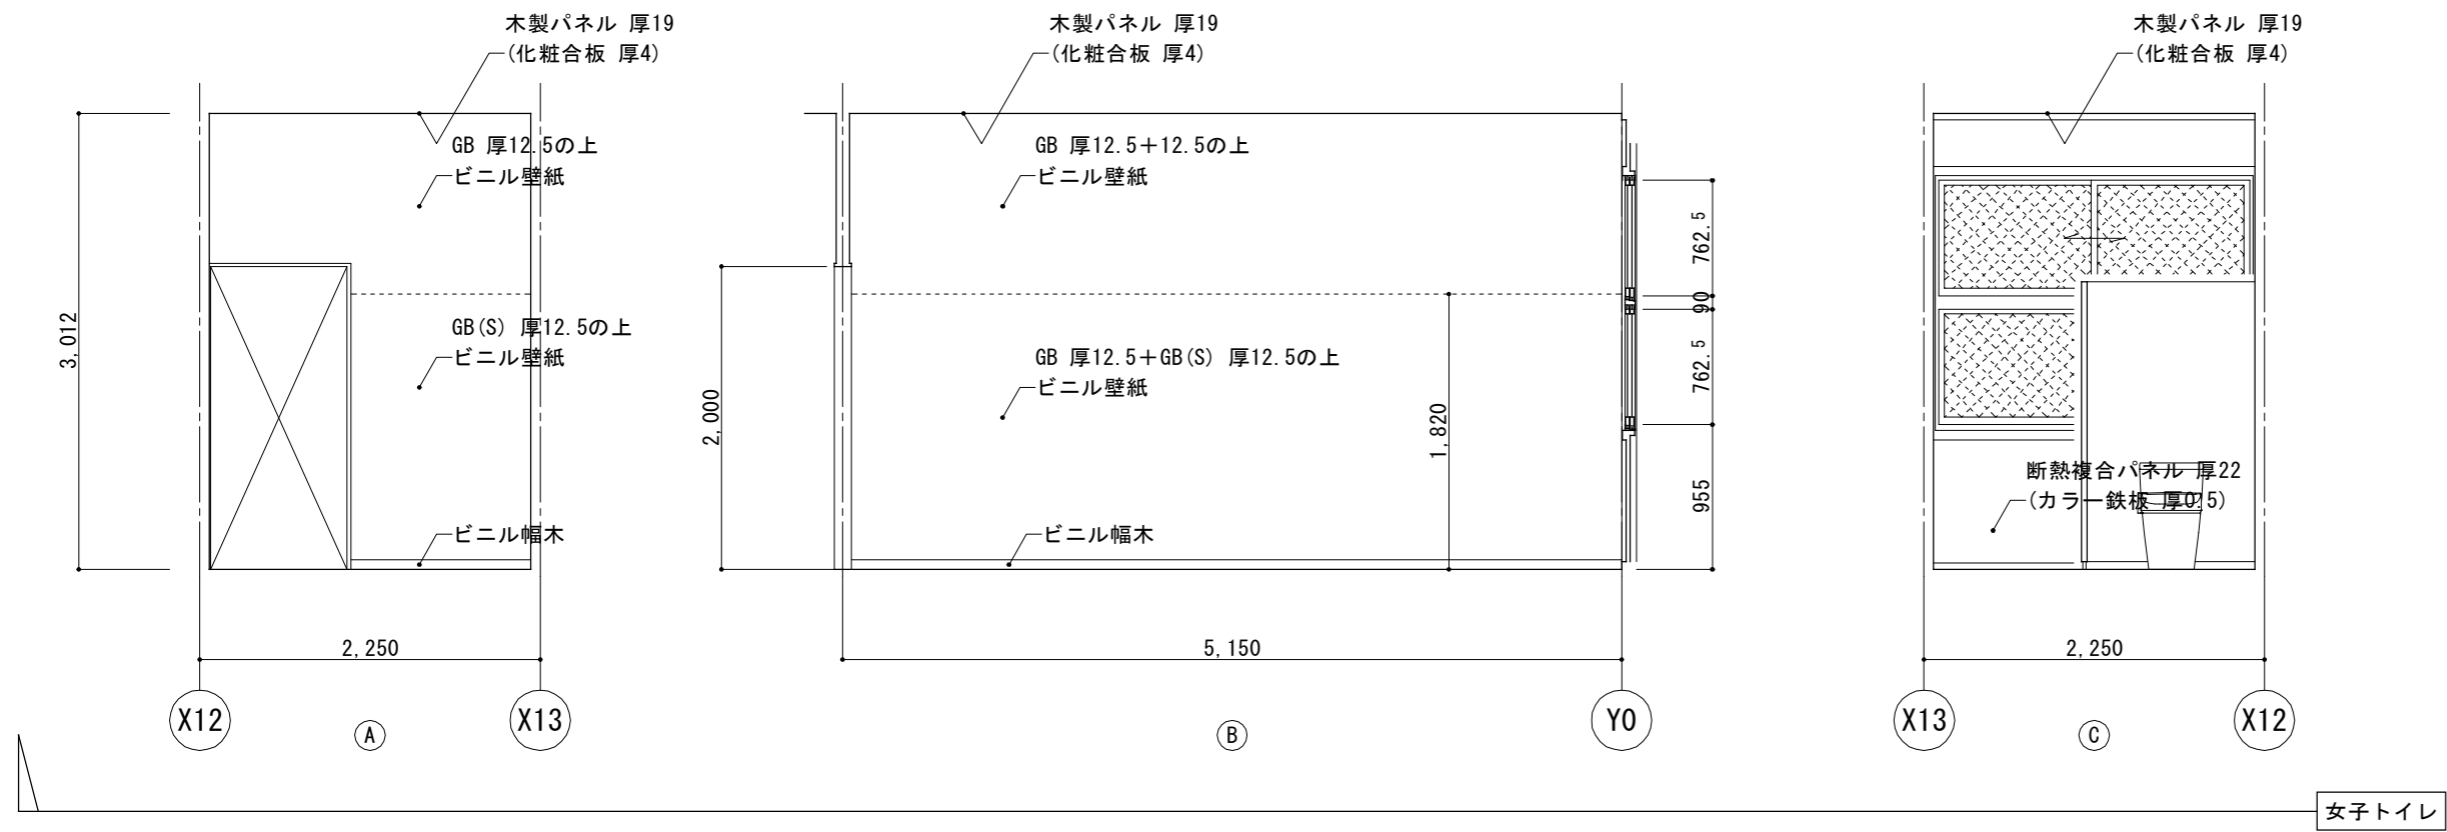 木製パネル 厚19
(化粧合板 厚4)
GB 厚12.5の上
ビニル壁紙
GB(S) 厚12.5の上
ビニル壁紙
ビニル幅木
3,012
2,250
X12
X13
A
木製パネル 厚19
(化粧合板 厚4)
GB 厚12.5+12.5の上
ビニル壁紙
GB 厚12.5+GB(S) 厚12.5の上
ビニル壁紙
ビニル幅木
2,000
1,820
762.5
90
762.5
955
5,150
Y0
B
木製パネル 厚19
(化粧合板 厚4)
断熱複合パネル 厚22
(カラー鉄板 厚0.5)
2,250
X13
X12
C
女子トイレ